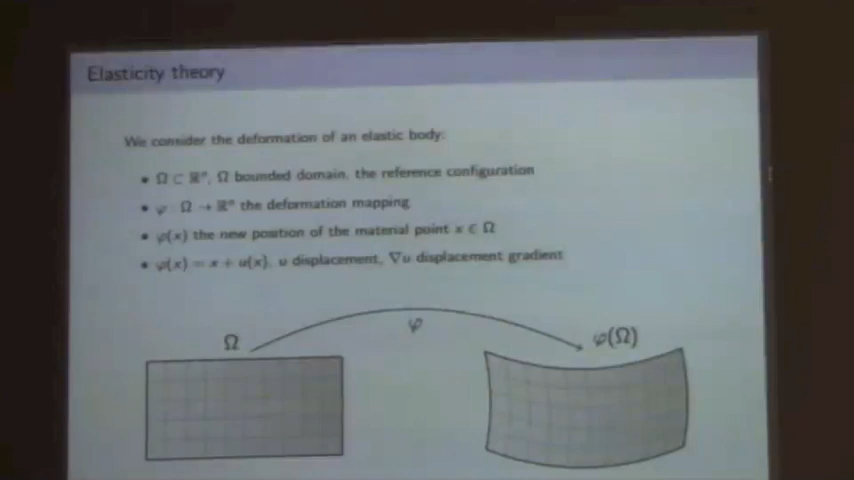 Elasticity theory
We consider the deformation of an elastic body:
• Ω ⊂ ℝⁿ, Ω bounded domain, the reference configuration
• φ : Ω → ℝⁿ the deformation mapping
• φ(x) the new position of the material point x ∈ Ω
• φ(x) = x + u(x), u displacement, ∇u displacement gradient
Ω φ φ(Ω)